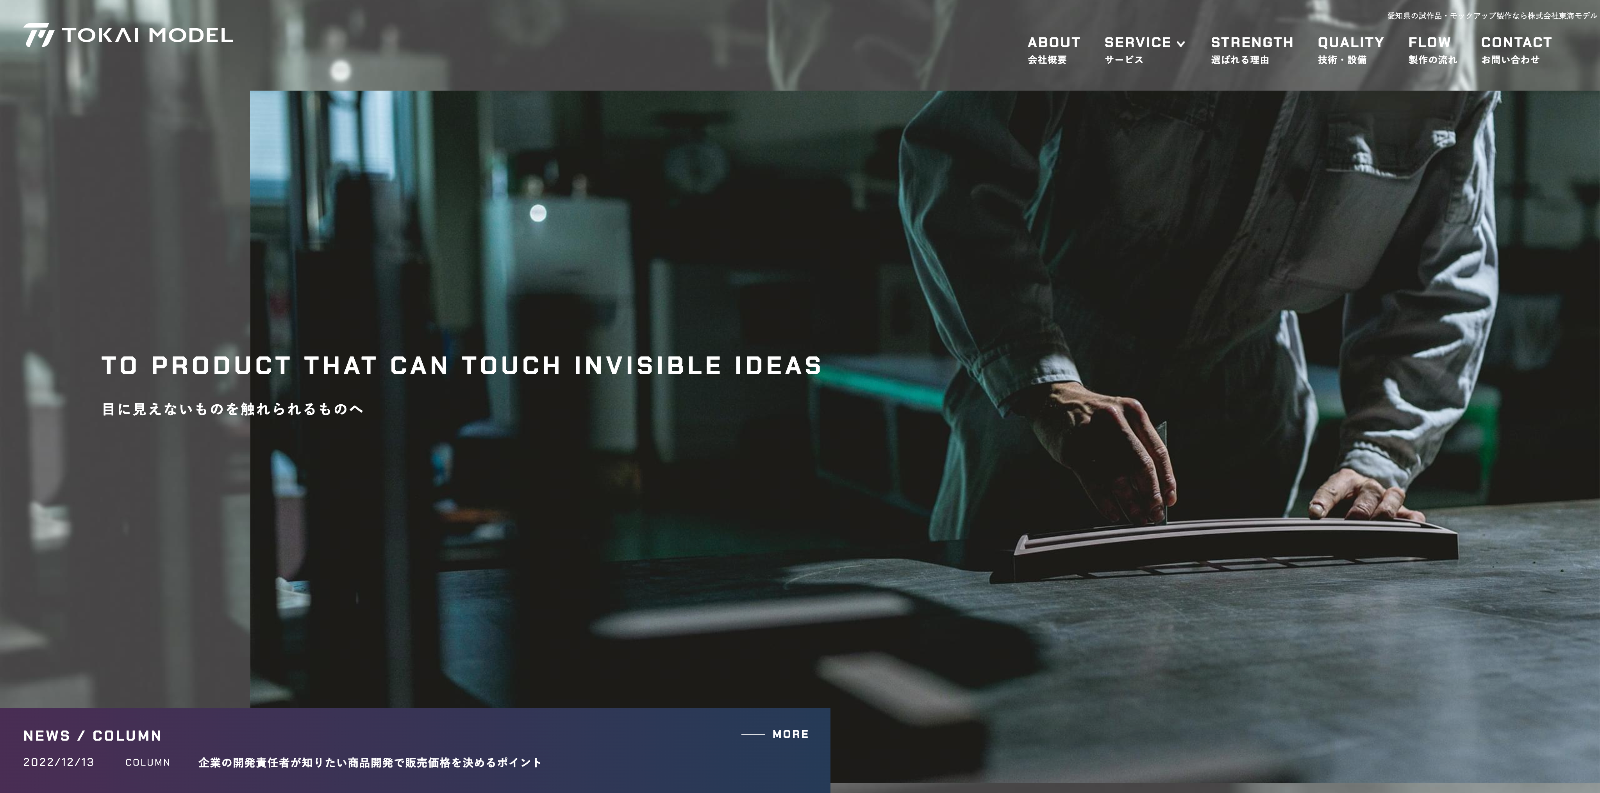 愛知県の試作品・モックアップ製作なら株式会社東海モデル
TOKAI MODEL
ABOUT
会社概要
SERVICE
サービス
STRENGTH
選ばれる理由
QUALITY
技術・設備
FLOW
製作の流れ
CONTACT
お問い合わせ
TO PRODUCT THAT CAN TOUCH INVISIBLE IDEAS
目に見えないものを触れられるものへ
NEWS / COLUMN
MORE
2022/12/13 COLUMN 企業の開発責任者が知りたい商品開発で販売価格を決めるポイント